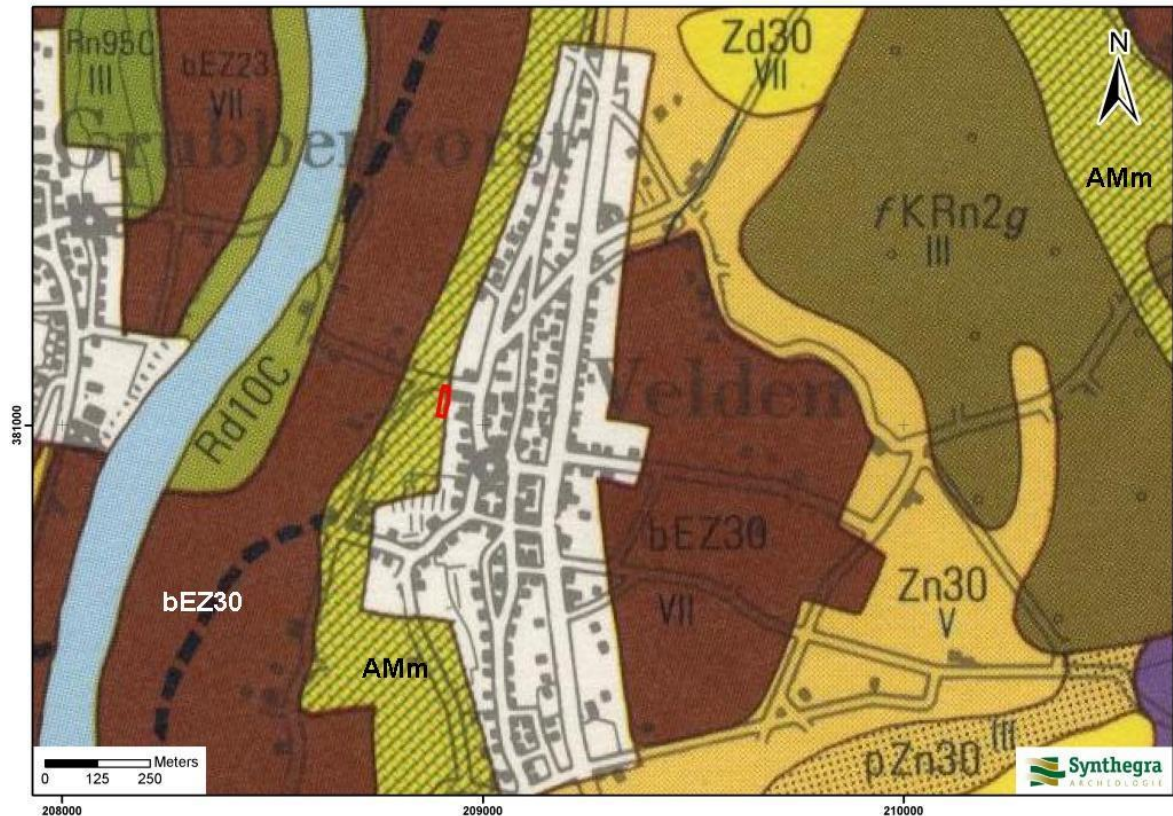 Rn95C
III
bEZ23
VII
Zd30
VII
N
Grubbenvorst
AMm
fKRn2g
III
Rd10C
Velden
381000
bEZ30
bEZ30
VII
Zn30
V
AMm
pZn30
III
0 125 250 Meters
Synthegra
ARCHEOLOGIE
208000 209000 210000